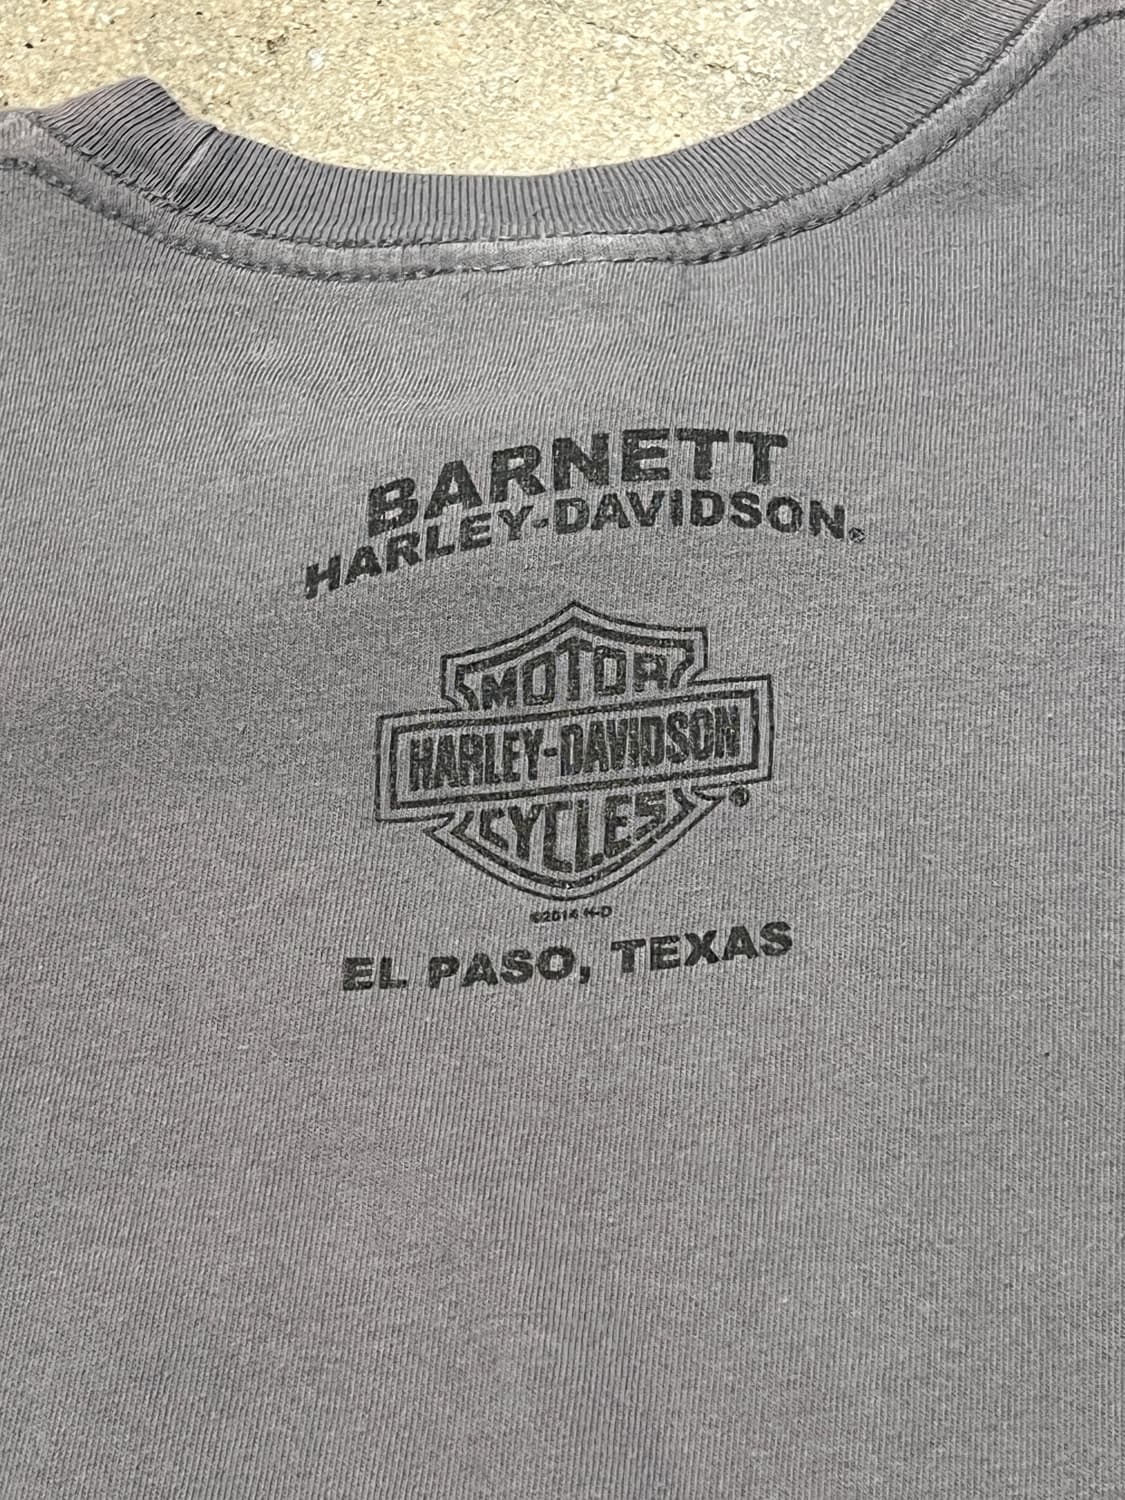 BARNETT
HARLEY-DAVIDSON®
MOTOR
HARLEY-DAVIDSON
CYCLES®
©2014 H-D
EL PASO, TEXAS